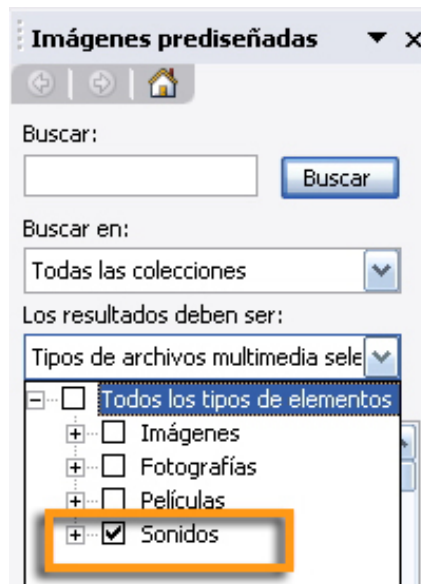 Imágenes prediseñadas
Buscar:
Buscar
Buscar en:
Todas las colecciones
Los resultados deben ser:
Tipos de archivos multimedia sele
Todos los tipos de elementos
Imágenes
Fotografías
Películas
Sonidos